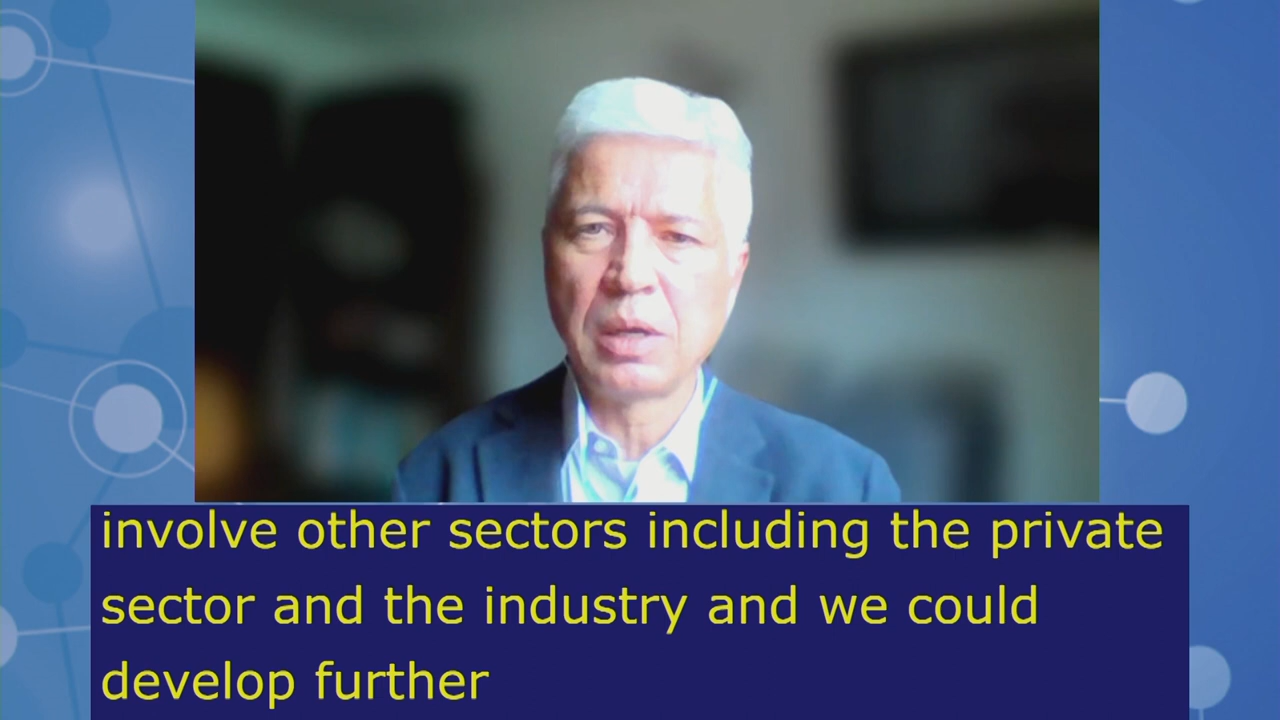 involve other sectors including the private
sector and the industry and we could
develop further